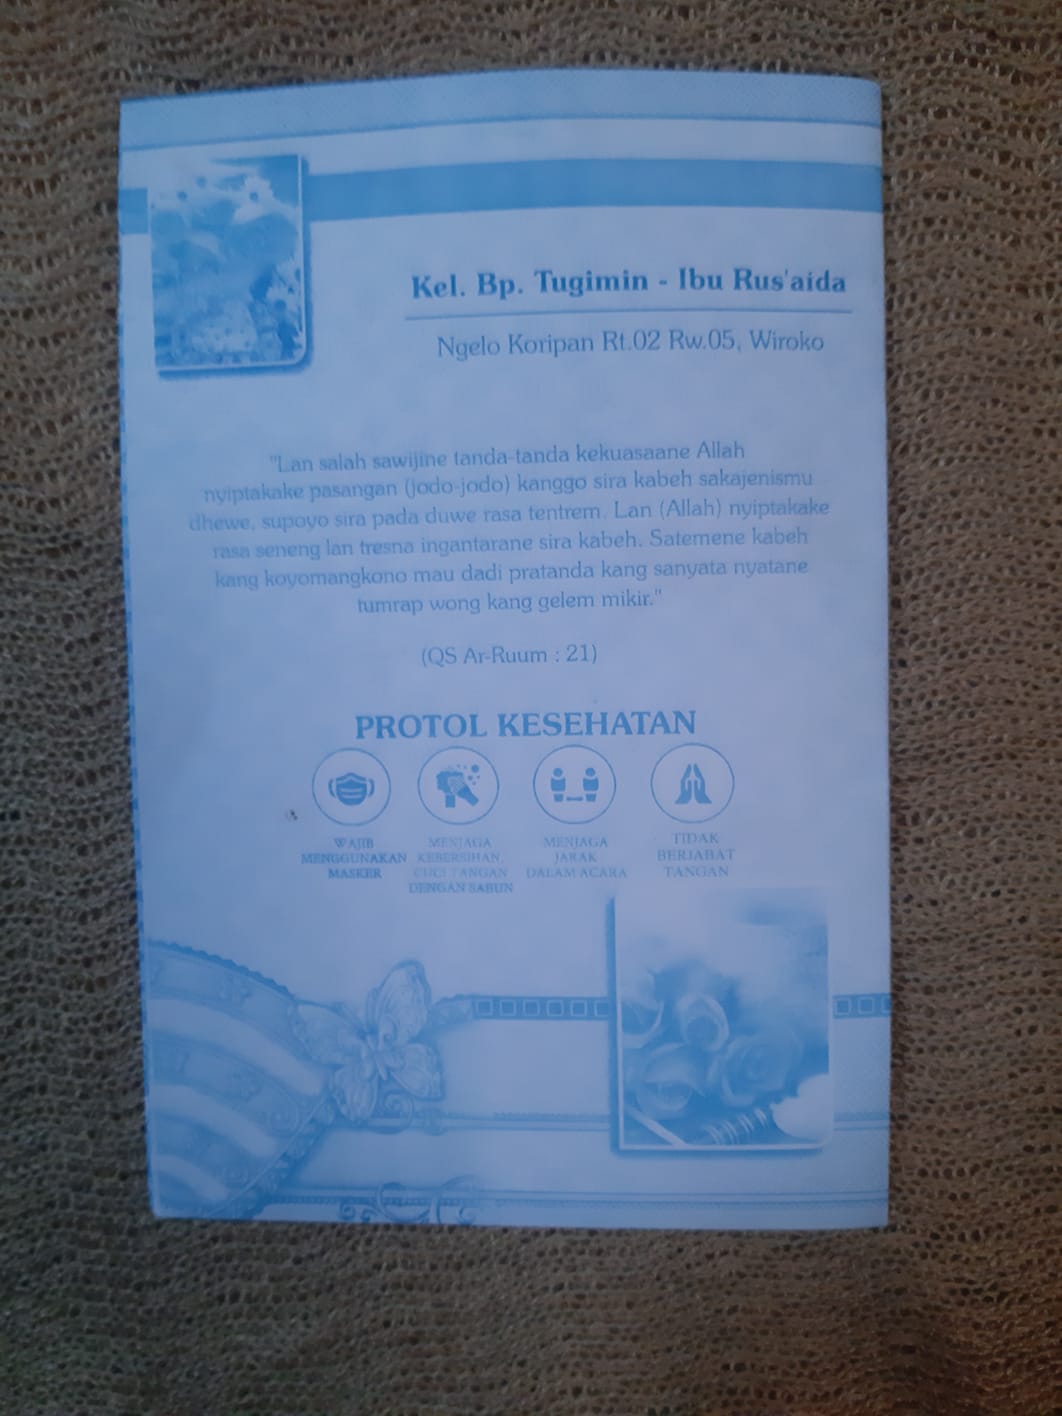 Kel. Bp. Tugimin - Ibu Rus'aida
Ngelo Koripan Rt.02 Rw.05, Wiroko
"Lan salah sawijine tanda-tanda kekuasaane Allah
nyiptakake pasangan (jodo-jodo) kanggo sira kabeh sakajenismu
dhewe, supoyo sira pada duwe rasa tentrem. Lan (Allah) nyiptakake
rasa seneng lan tresna ingantarane sira kabeh. Satemene kabeh
kang koyomangkono mau dadi pratanda kang sanyata nyatane
tumrap wong kang gelem mikir."
(QS Ar-Ruum : 21)
PROTOL KESEHATAN
WAJIB
MENGGUNAKAN
MASKER
MENJAGA
KEBERSIHAN,
CUCI TANGAN
DENGAN SABUN
MENJAGA
JARAK
DALAM ACARA
TIDAK
BERJABAT
TANGAN